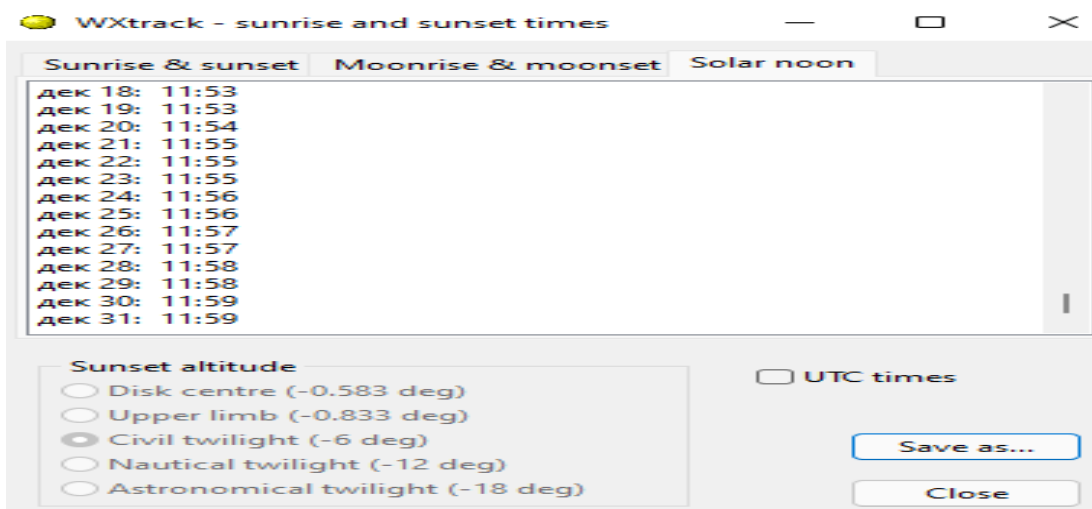 WXtrack - sunrise and sunset times
Sunrise & sunset Moonrise & moonset Solar noon
дек 18: 11:53
дек 19: 11:53
дек 20: 11:54
дек 21: 11:55
дек 22: 11:55
дек 23: 11:55
дек 24: 11:56
дек 25: 11:56
дек 26: 11:57
дек 27: 11:57
дек 28: 11:58
дек 29: 11:58
дек 30: 11:59
дек 31: 11:59
Sunset altitude
Disk centre (-0.583 deg)
Upper limb (-0.833 deg)
Civil twilight (-6 deg)
Nautical twilight (-12 deg)
Astronomical twilight (-18 deg)
UTC times
Save as...
Close